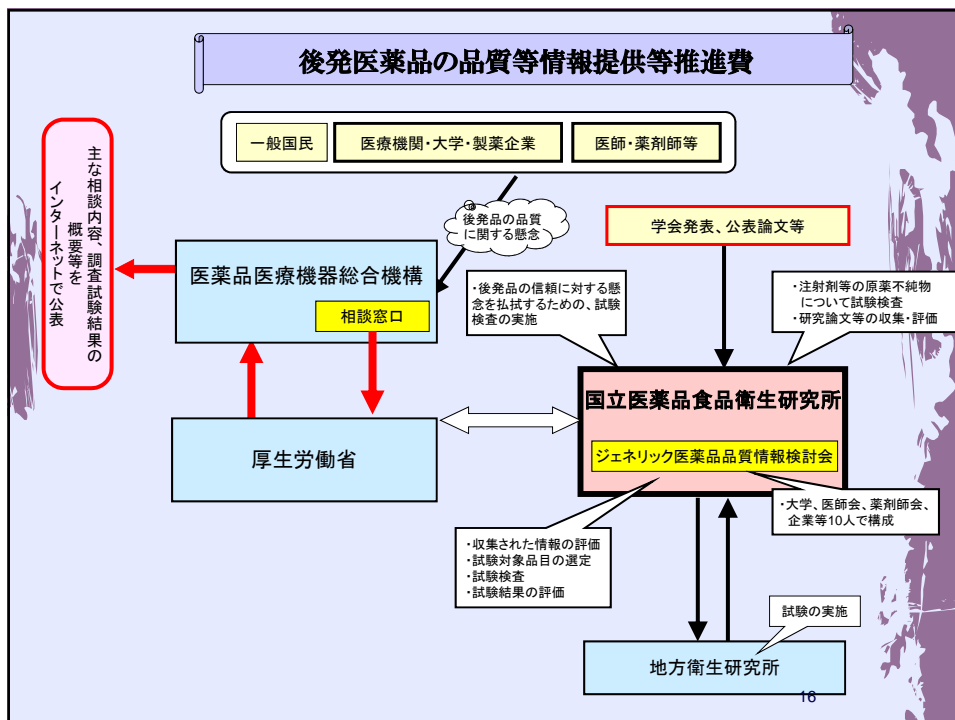 後発医薬品の品質等情報提供等推進費
一般国民
医療機関・大学・製薬企業
医師・薬剤師等
主な相談内容、調査試験結果の
概要等を
インターネットで公表
後発品の品質
に関する懸念
学会発表、公表論文等
医薬品医療機器総合機構
相談窓口
・後発品の信頼に対する懸
念を払拭するための、試験
検査の実施
・注射剤等の原薬不純物
について試験検査
・研究論文等の収集・評価
国立医薬品食品衛生研究所
ジェネリック医薬品品質情報検討会
厚生労働省
・大学、医師会、薬剤師会、
企業等10人で構成
・収集された情報の評価
・試験対象品目の選定
・試験検査
・試験結果の評価
試験の実施
地方衛生研究所
16